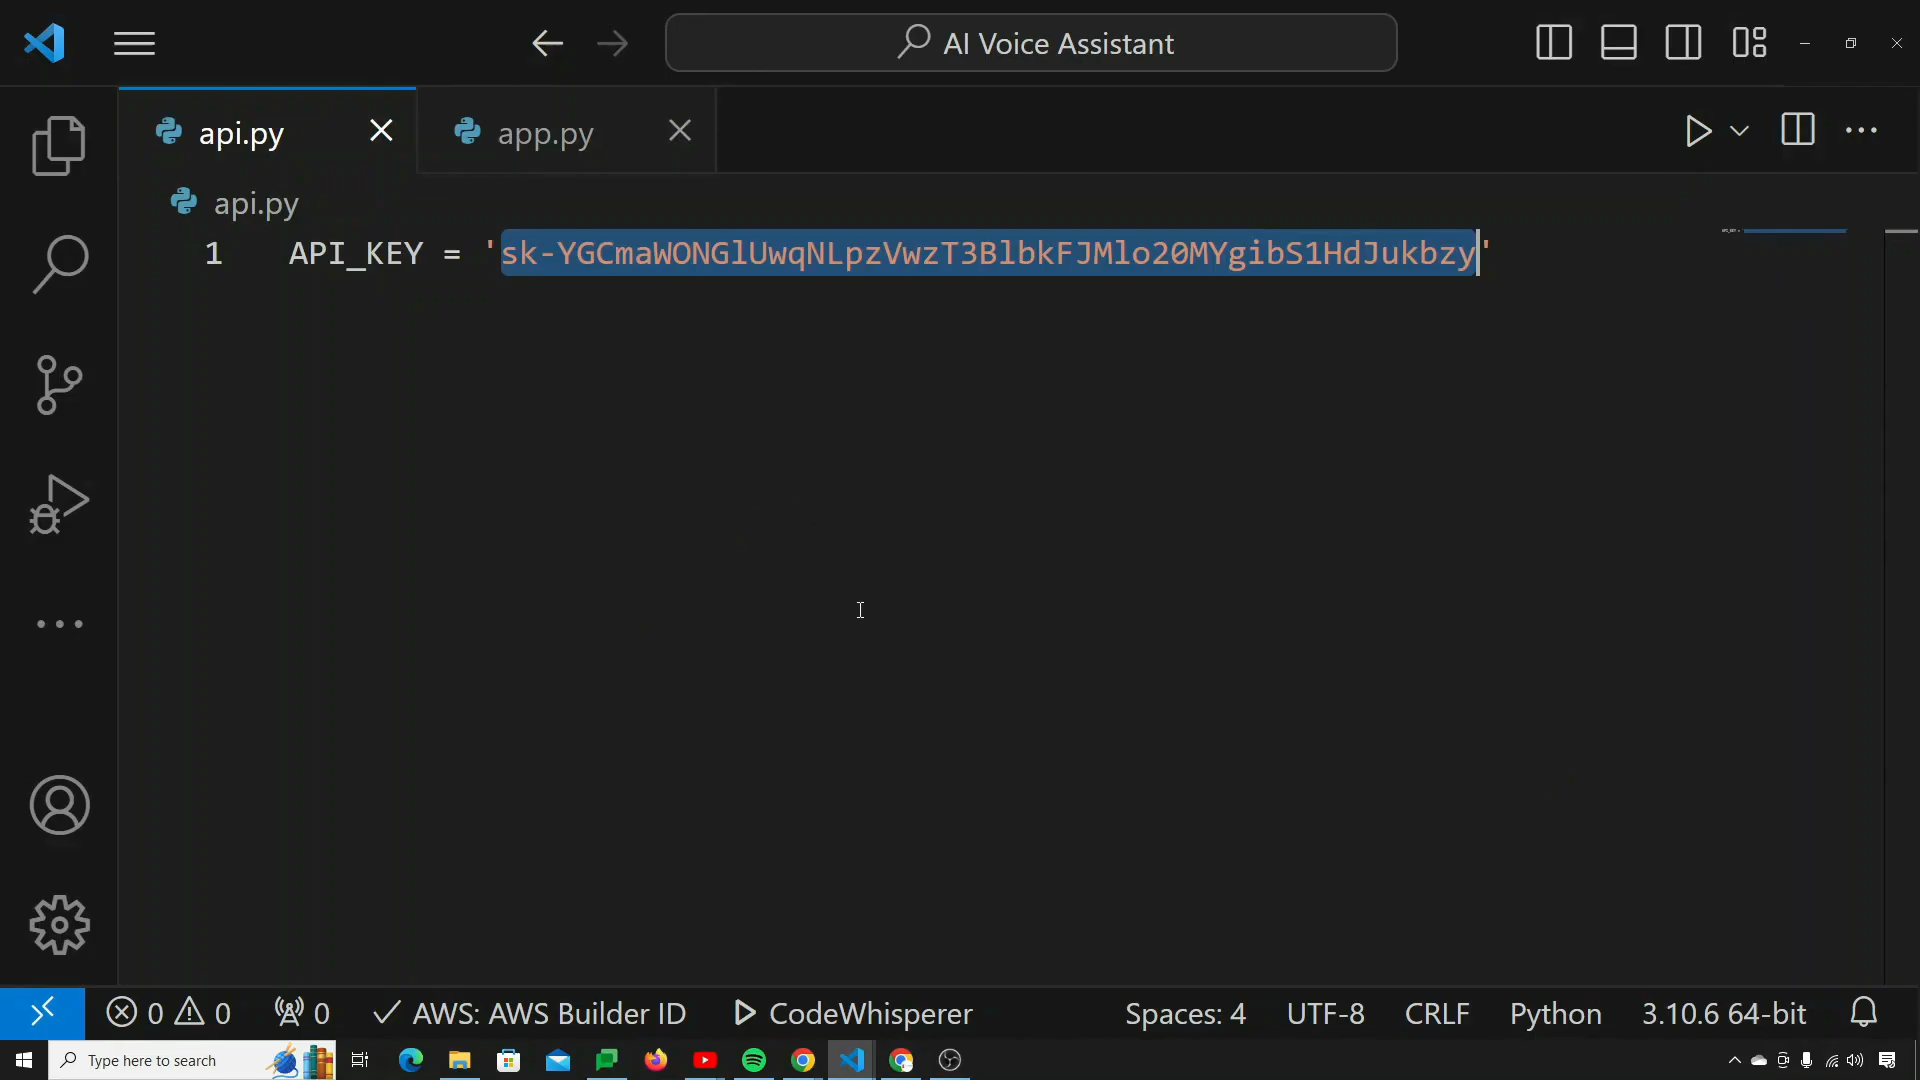 AI Voice Assistant
api.py
app.py
api.py
1 API_KEY = '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'
0 0 0 AWS: AWS Builder ID CodeWhisperer Spaces: 4 UTF-8 CRLF Python 3.10.6 64-bit
Type here to search